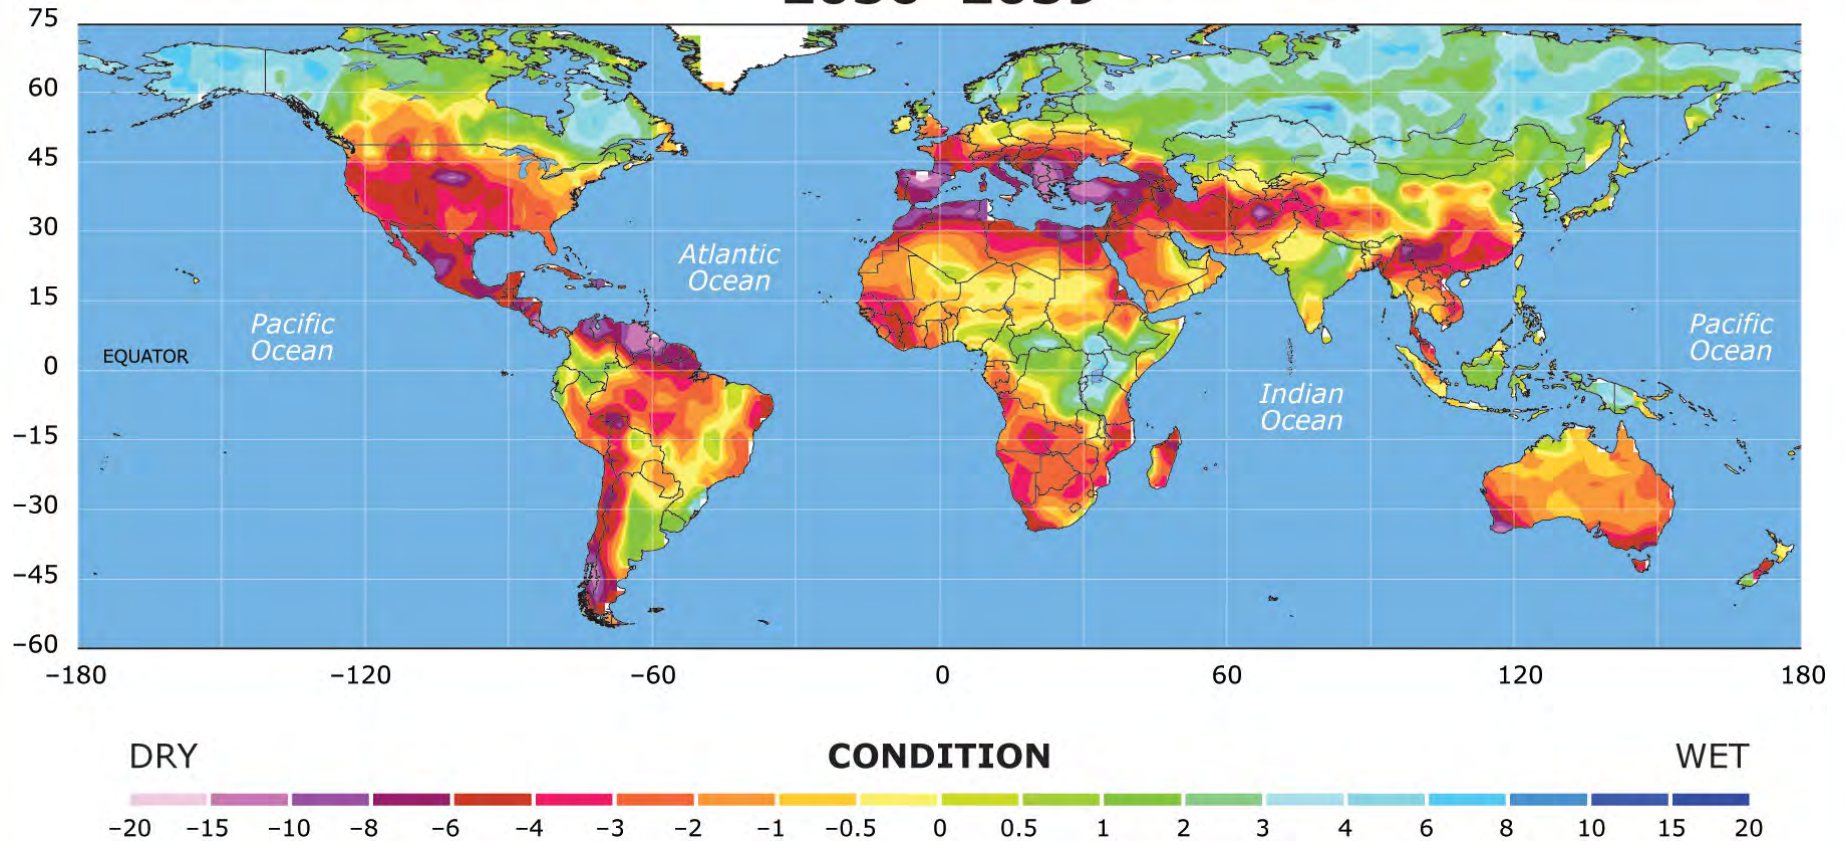 75
60
45
30
15
0
−15
−30
−45
−60
Atlantic
Ocean
Pacific
Ocean
EQUATOR
Pacific
Ocean
Indian
Ocean
−180
−120
−60
0
60
120
180
DRY
CONDITION
WET
−20 −15 −10 −8 −6 −4 −3 −2 −1 −0.5 0 0.5 1 2 3 4 6 8 10 15 20